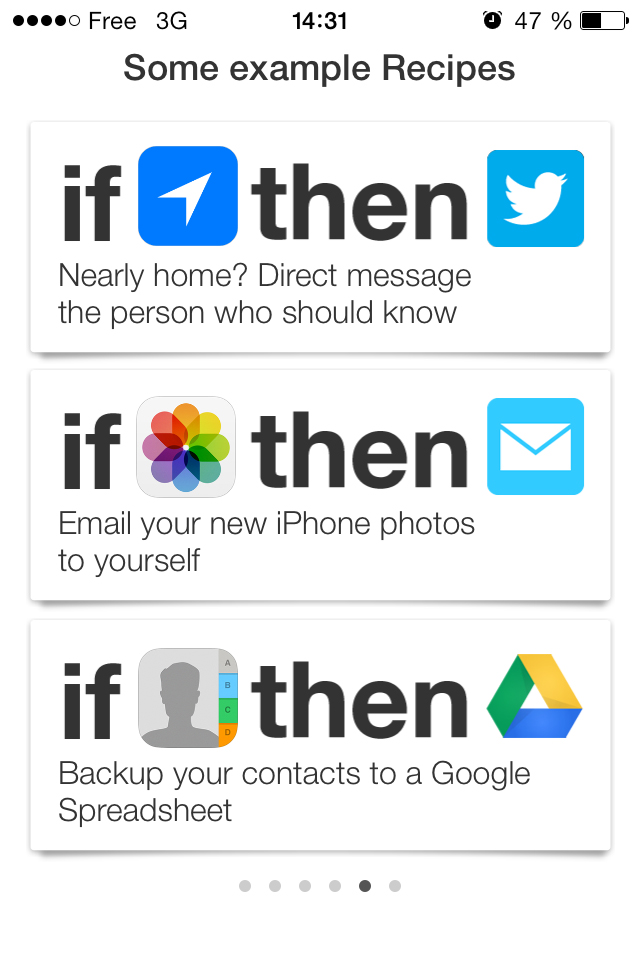 Free 3G 14:31 47 %
Some example Recipes
if then
Nearly home? Direct message
the person who should know
if then
Email your new iPhone photos
to yourself
if A B C D then
Backup your contacts to a Google
Spreadsheet